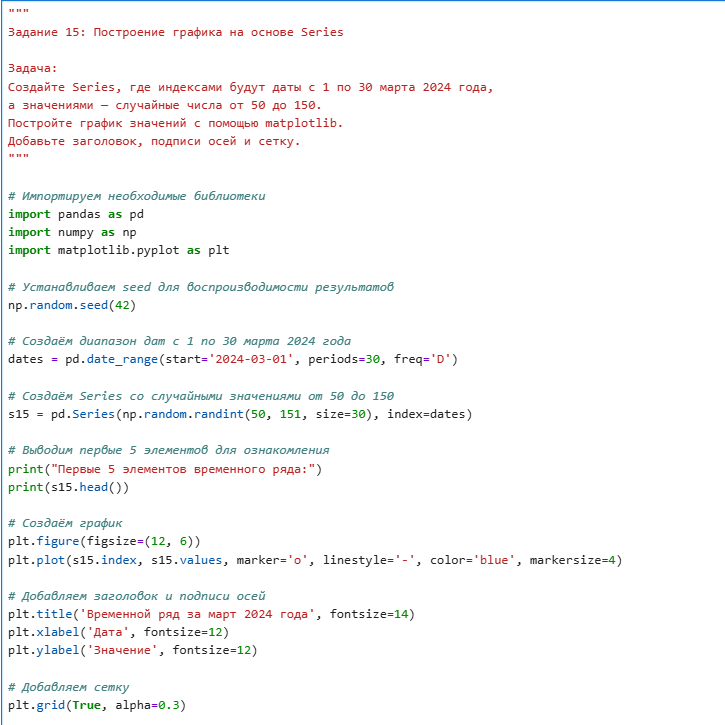 """
Задание 15: Построение графика на основе Series
Задача:
Создайте Series, где индексами будут даты с 1 по 30 марта 2024 года,
а значениями — случайные числа от 50 до 150.
Постройте график значений с помощью matplotlib.
Добавьте заголовок, подписи осей и сетку.
"""
# Импортируем необходимые библиотеки
import pandas as pd
import numpy as np
import matplotlib.pyplot as plt
# Устанавливаем seed для воспроизводимости результатов
np.random.seed(42)
# Создаём диапазон дат с 1 по 30 марта 2024 года
dates = pd.date_range(start='2024-03-01', periods=30, freq='D')
# Создаём Series со случайными значениями от 50 до 150
s15 = pd.Series(np.random.randint(50, 151, size=30), index=dates)
# Выводим первые 5 элементов для ознакомления
print("Первые 5 элементов временного ряда:")
print(s15.head())
# Создаём график
plt.figure(figsize=(12, 6))
plt.plot(s15.index, s15.values, marker='o', linestyle='-', color='blue', markersize=4)
# Добавляем заголовок и подписи осей
plt.title('Временной ряд за март 2024 года', fontsize=14)
plt.xlabel('Дата', fontsize=12)
plt.ylabel('Значение', fontsize=12)
# Добавляем сетку
plt.grid(True, alpha=0.3)